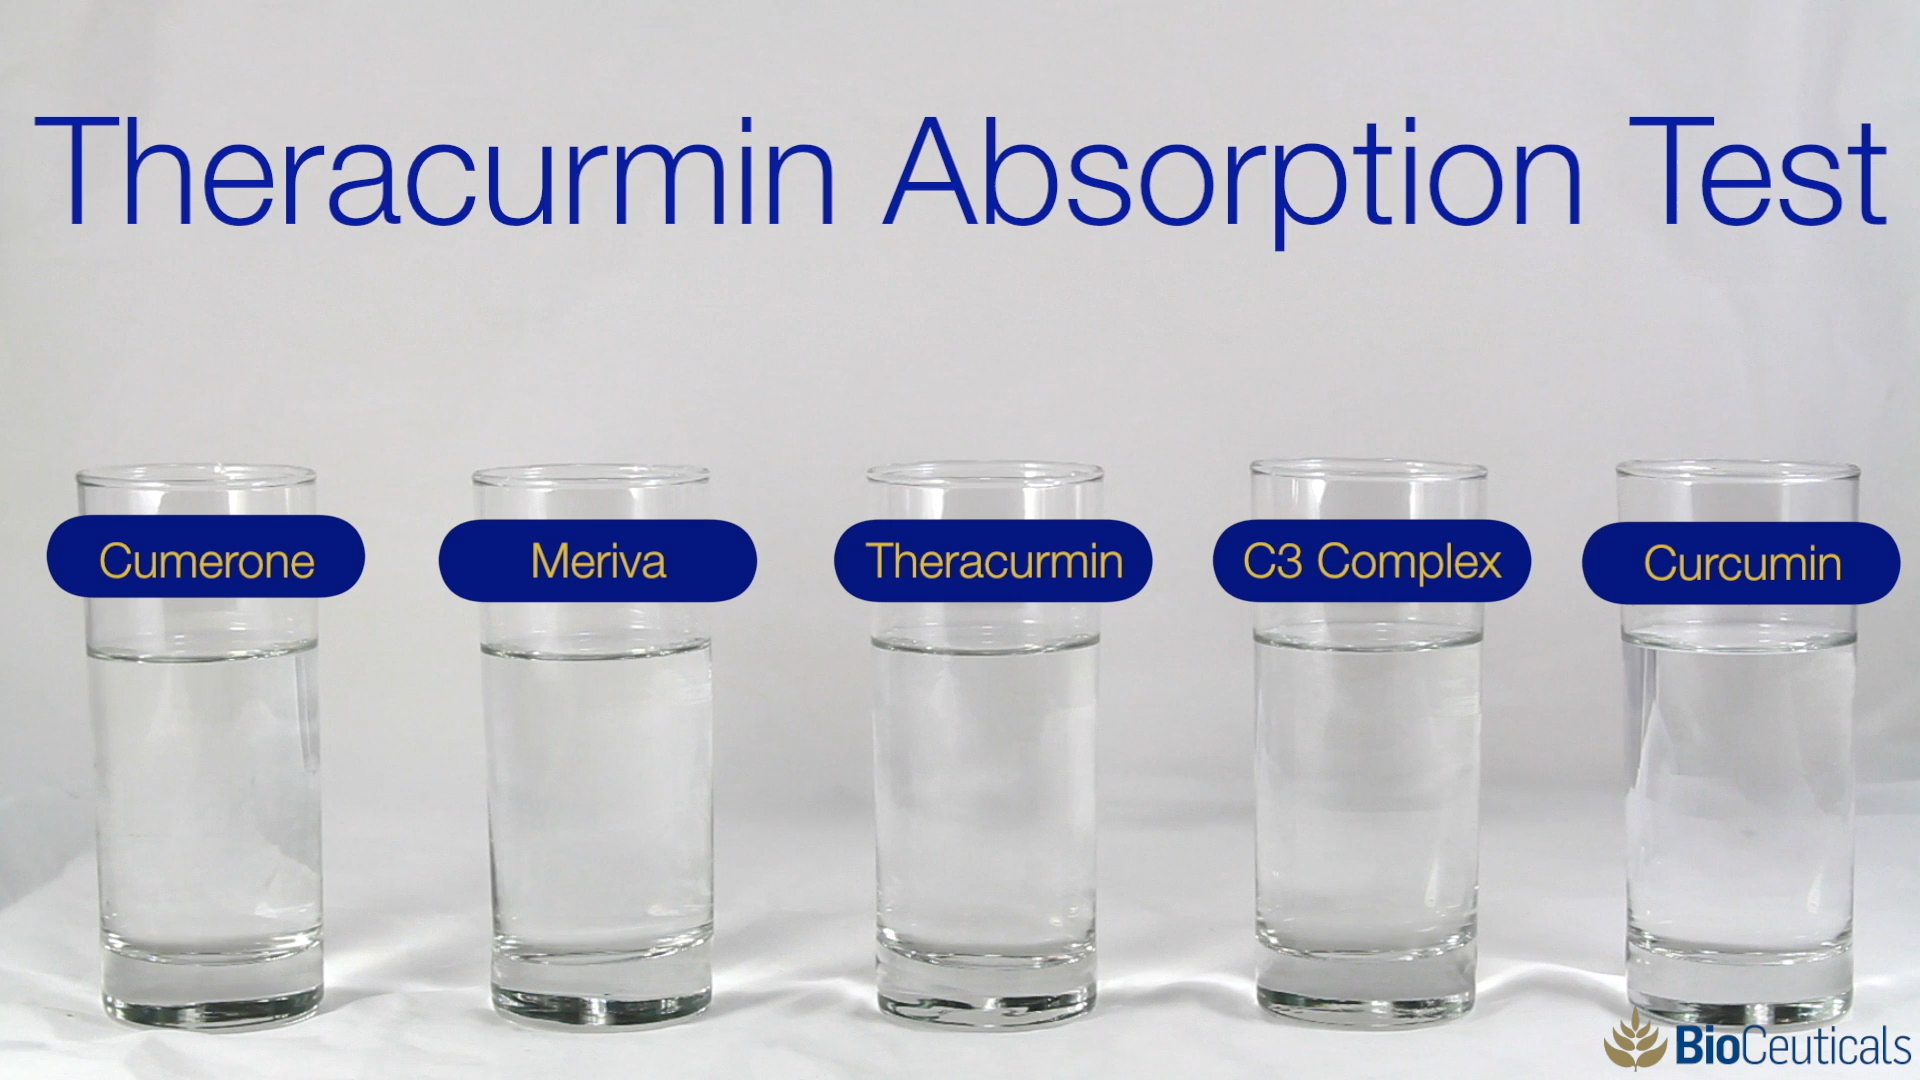 Theracurmin Absorption Test
Cumerone
Meriva
Theracurmin
C3 Complex
Curcumin
BioCeuticals